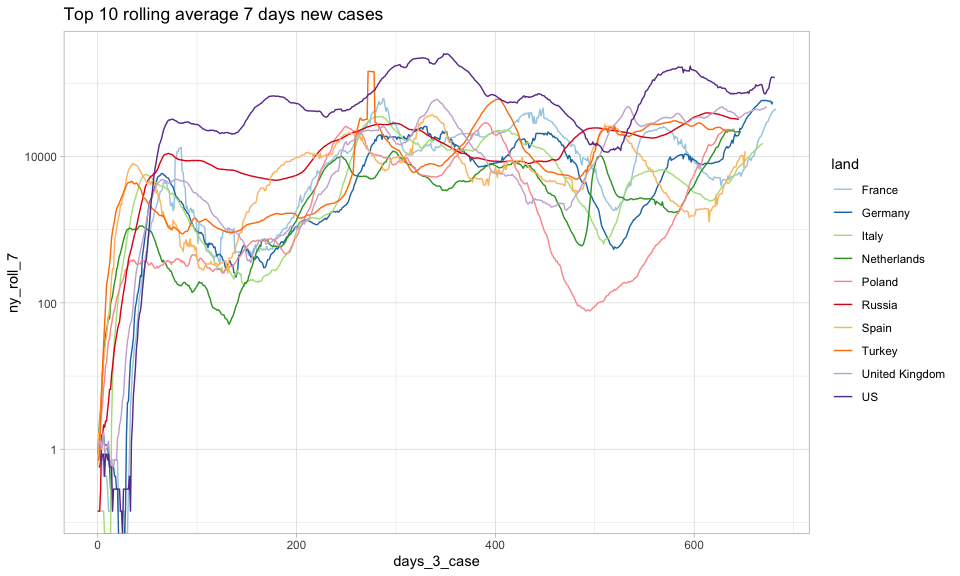 Top 10 rolling average 7 days new cases
ny_roll_7
10000
100
1
0
200
400
600
days_3_case
land
France
Germany
Italy
Netherlands
Poland
Russia
Spain
Turkey
United Kingdom
US